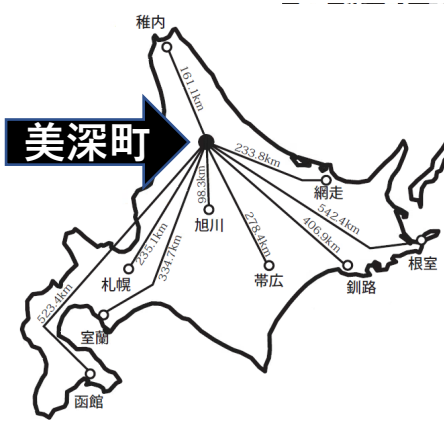 稚内
161.1km
美深町
233.8km
網走
98.3km
542.4km
旭川
278.4km
406.9km
235.1km
334.7km
根室
札幌
帯広
釧路
523.4km
室蘭
函館